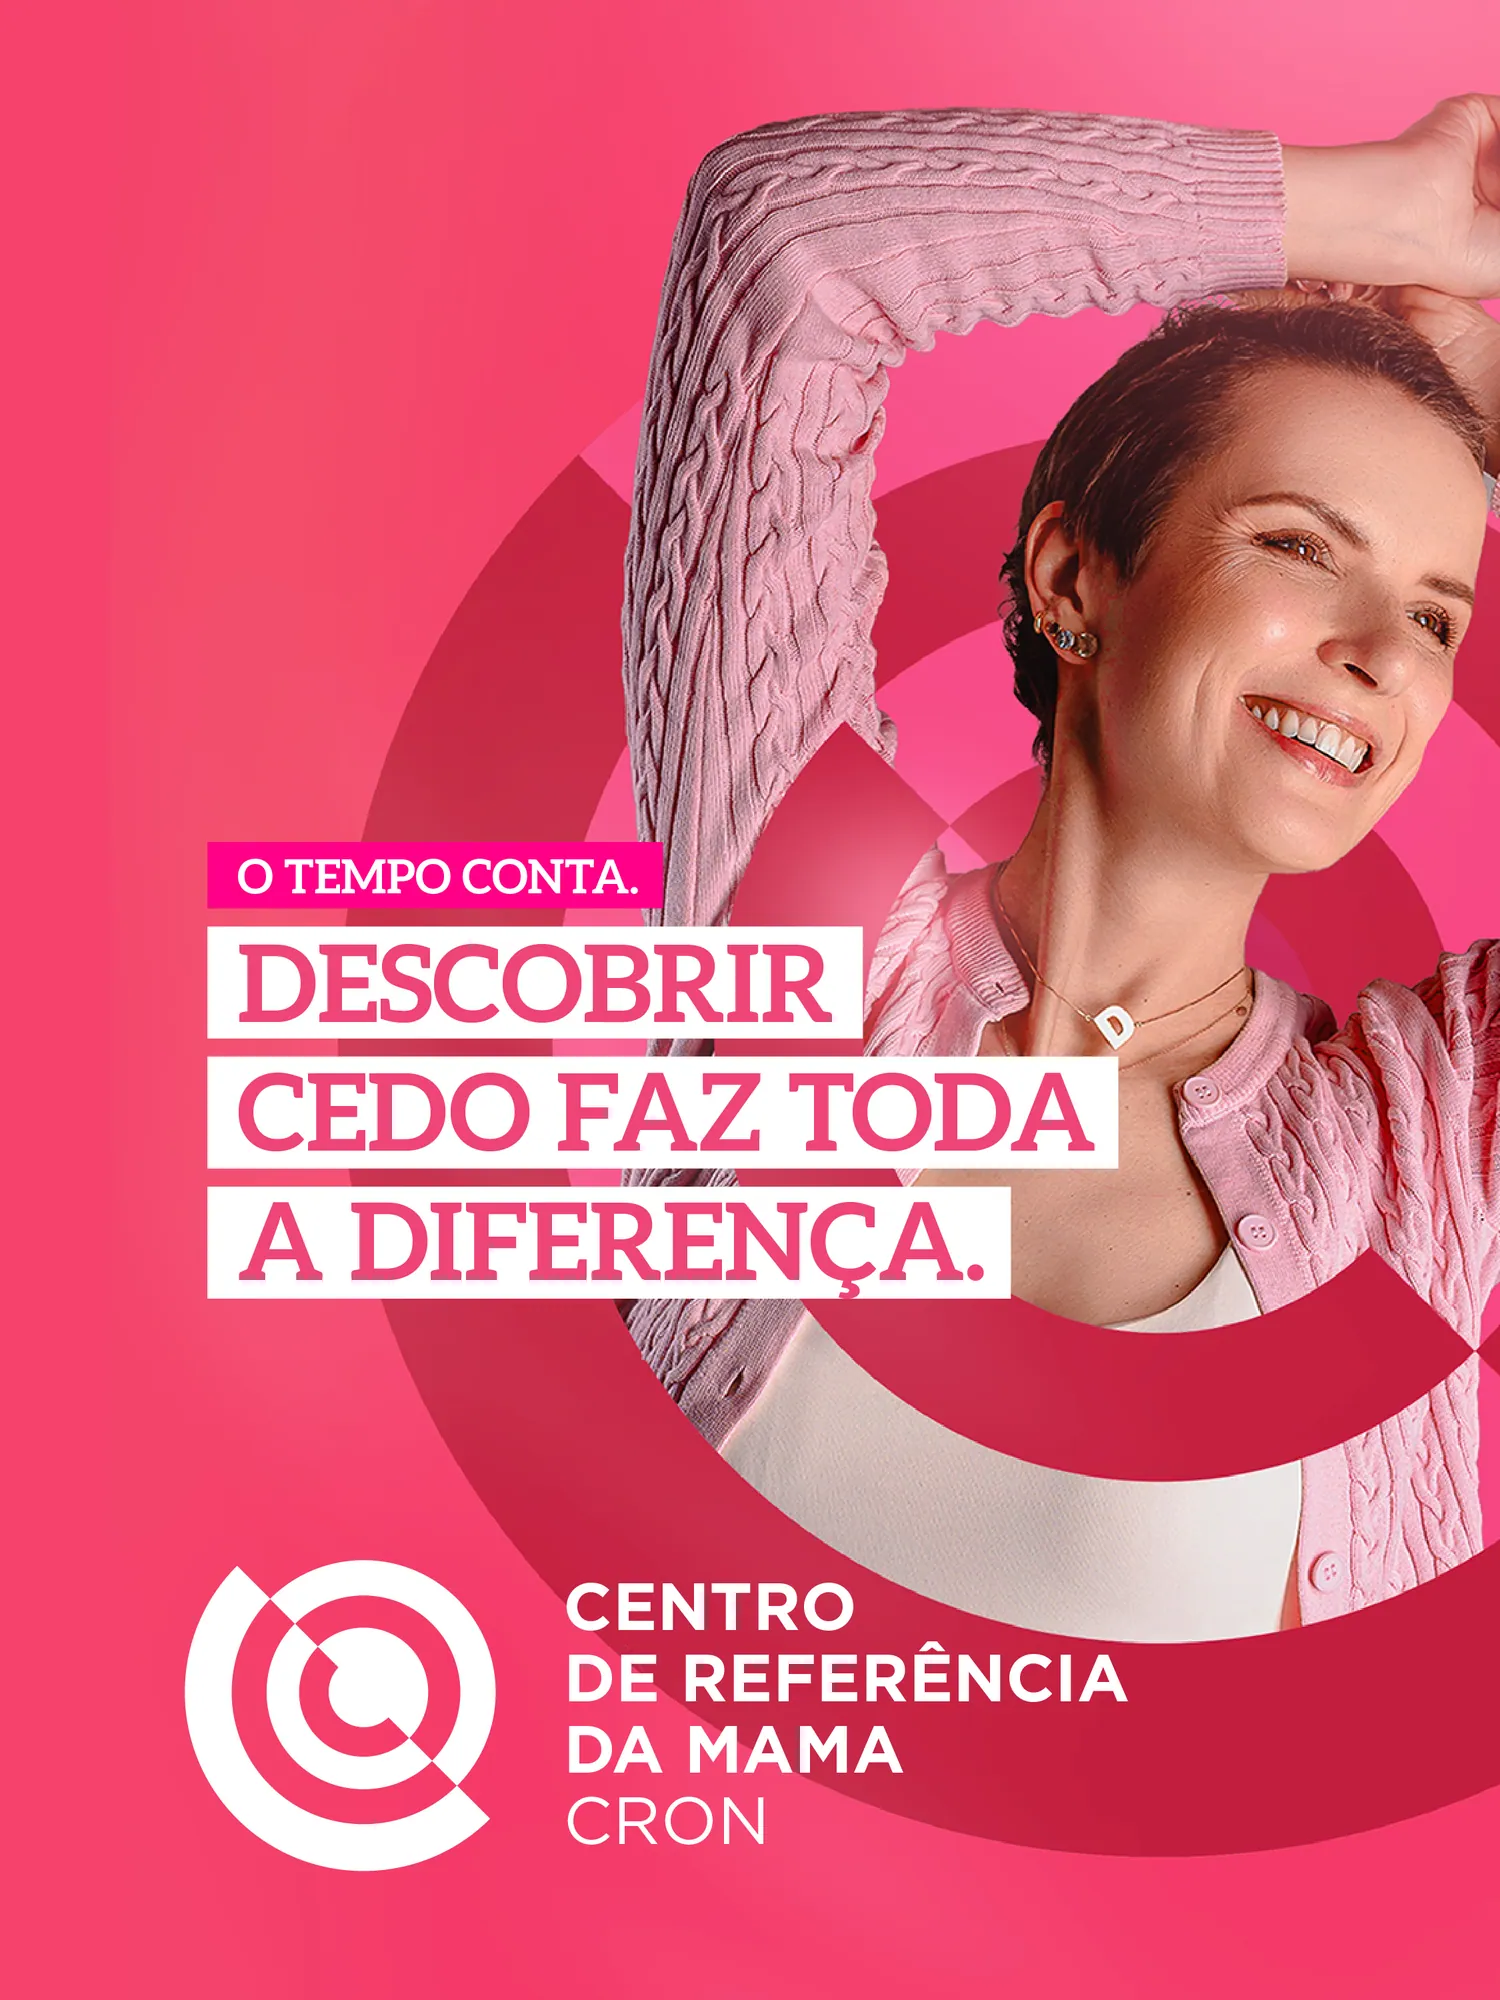 O TEMPO CONTA.
DESCOBRIR
CEDO FAZ TODA
A DIFERENÇA.
D
CENTRO
DE REFERÊNCIA
DA MAMA
CRON